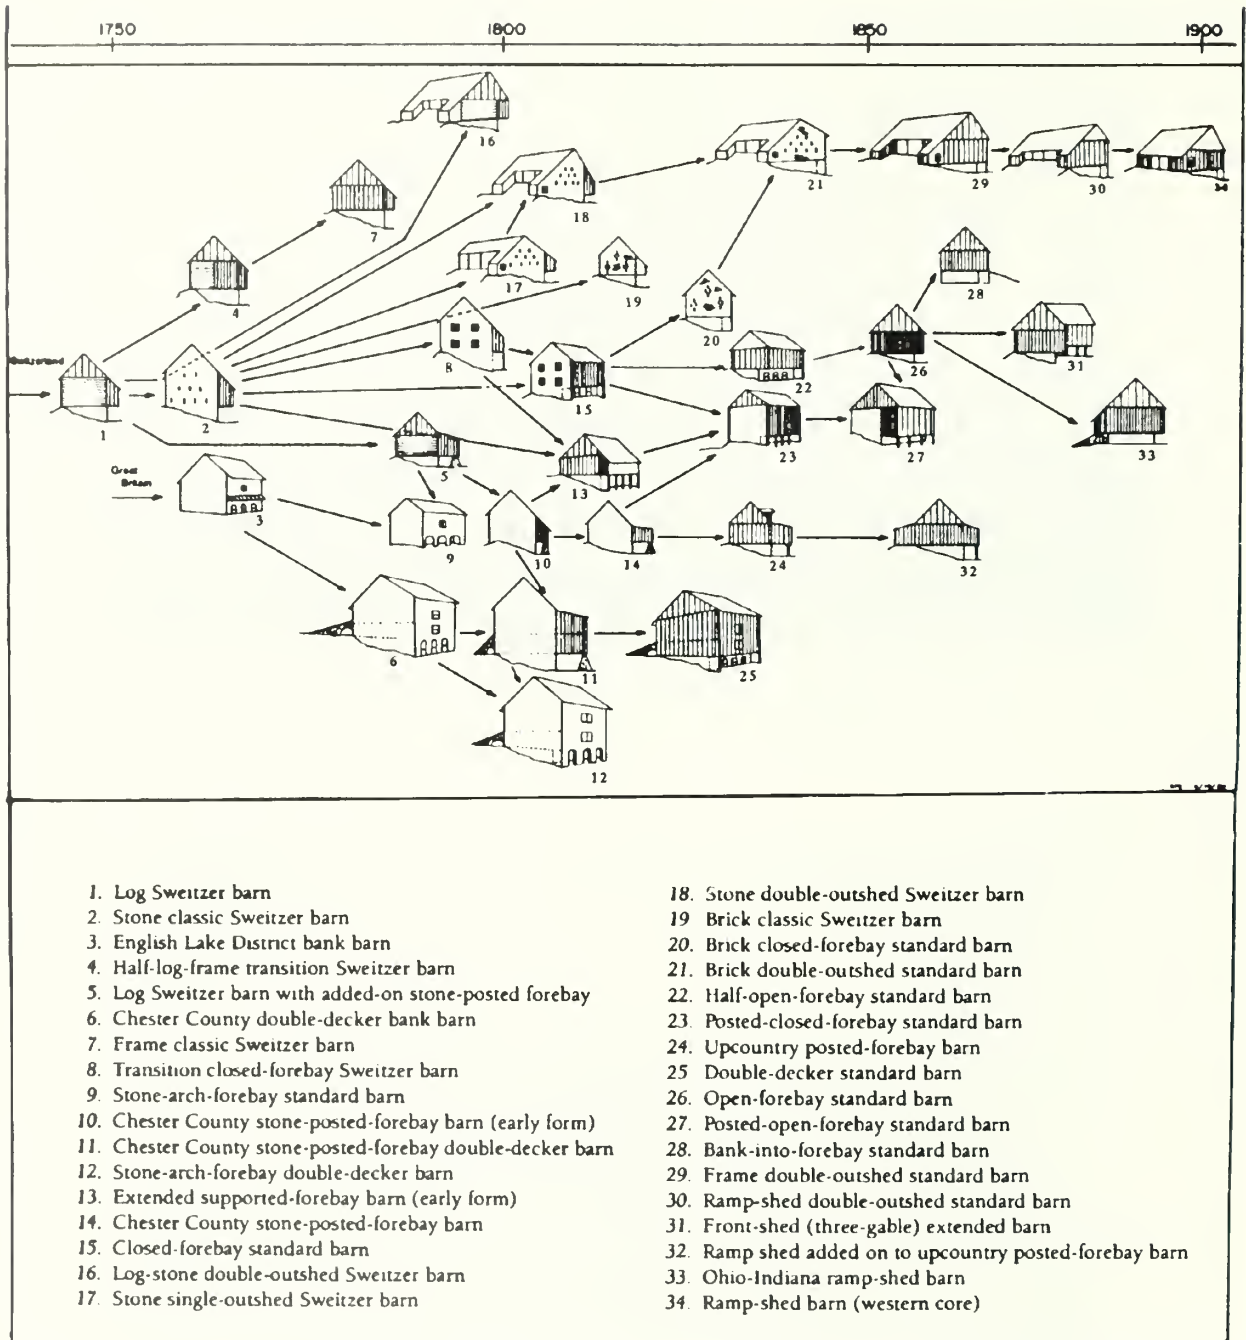 1750 1800 1850 1900
16
21 29 30 34
18
7
17 19 28
4
20
8 22 26 31
Switzerland
15
1 2 23 27 33
5 13
Great
Britain
3
9 10 14 24 32
6 11 25
12
1. Log Sweitzer barn
2. Stone classic Sweitzer barn
3. English Lake District bank barn
4. Half-log-frame transition Sweitzer barn
5. Log Sweitzer barn with added-on stone-posted forebay
6. Chester County double-decker bank barn
7. Frame classic Sweitzer barn
8. Transition closed-forebay Sweitzer barn
9. Stone-arch-forebay standard barn
10. Chester County stone-posted-forebay barn (early form)
11. Chester County stone-posted-forebay double-decker barn
12. Stone-arch-forebay double-decker barn
13. Extended supported-forebay barn (early form)
14. Chester County stone-posted-forebay barn
15. Closed-forebay standard barn
16. Log-stone double-outshed Sweitzer barn
17. Stone single-outshed Sweitzer barn
18. Stone double-outshed Sweitzer barn
19 Brick classic Sweitzer barn
20. Brick closed-forebay standard barn
21. Brick double-outshed standard barn
22. Half-open-forebay standard barn
23. Posted-closed-forebay standard barn
24. Upcountry posted-forebay barn
25 Double-decker standard barn
26. Open-forebay standard barn
27. Posted-open-forebay standard barn
28. Bank-into-forebay standard barn
29. Frame double-outshed standard barn
30. Ramp-shed double-outshed standard barn
31. Front-shed (three-gable) extended barn
32. Ramp shed added on to upcountry posted-forebay barn
33. Ohio-Indiana ramp-shed barn
34. Ramp-shed barn (western core)